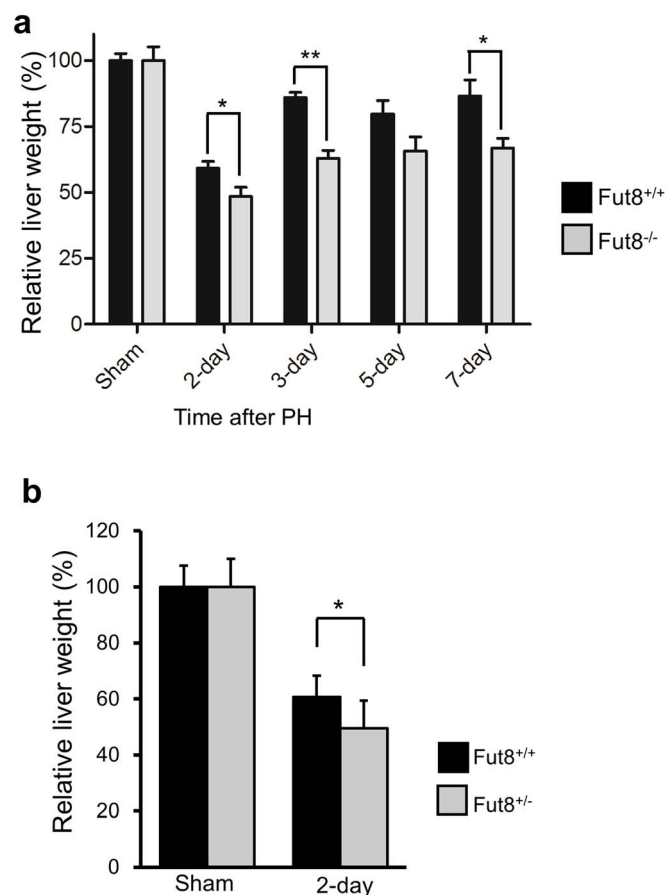 a
Relative liver weight (%)
100
75
50
25
0
*
**
*
Sham
2-day
3-day
5-day
7-day
Time after PH
Fut8+/+
Fut8-/-
b
Relative liver weight (%)
120
100
80
60
40
20
0
*
Sham
2-day
Fut8+/+
Fut8+/-